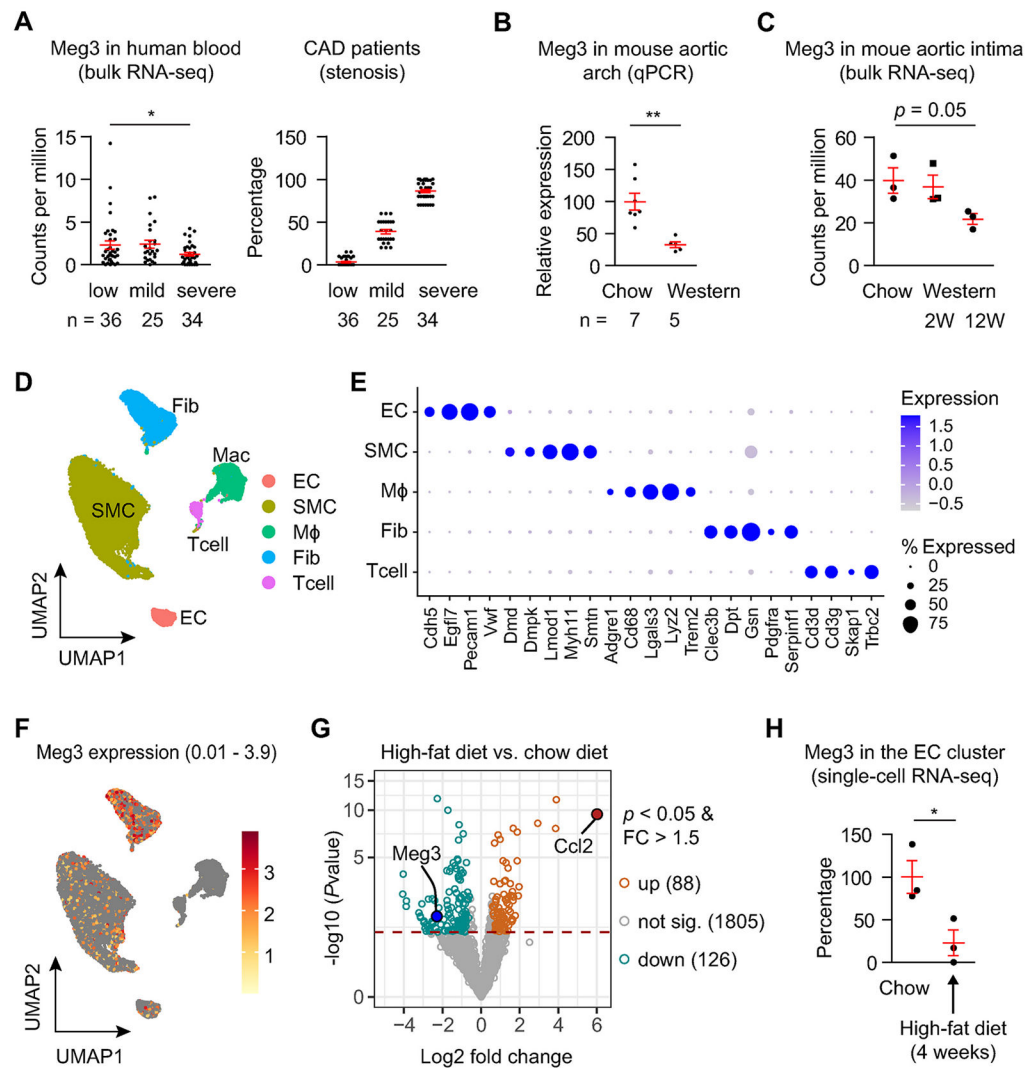 A
Meg3 in human blood
(bulk RNA-seq)
*
Counts per million
15
10
5
0
low mild severe
n = 36 25 34
CAD patients
(stenosis)
Percentage
150
100
50
0
low mild severe
36 25 34
B
Meg3 in mouse aortic
arch (qPCR)
**
Relative expression
200
150
100
50
0
Chow Western
n = 7 5
C
Meg3 in moue aortic intima
(bulk RNA-seq)
p = 0.05
Counts per million
60
40
20
0
Chow Western
2W 12W
D
Fib
Mac
SMC
Tcell
EC
EC
SMC
Mϕ
Fib
Tcell
UMAP2
UMAP1
E
EC
SMC
Mϕ
Fib
Tcell
Cdh5
Egfl7
Pecam1
Vwf
Dmd
Dmpk
Lmod1
Myh11
Smtn
Adgre1
Cd68
Lgals3
Lyz2
Trem2
Clec3b
Dpt
Gsn
Pdgfra
Serpinf1
Cd3d
Cd3g
Skap1
Trbc2
Expression
1.5
1.0
0.5
0.0
−0.5
% Expressed
0
25
50
75
F
Meg3 expression (0.01 - 3.9)
3
2
1
UMAP2
UMAP1
G
High-fat diet vs. chow diet
-log10 (Pvalue)
15
10
5
0
Meg3
Ccl2
−4 −2 0 2 4 6
Log2 fold change
p < 0.05 &
FC > 1.5
up (88)
not sig. (1805)
down (126)
H
Meg3 in the EC cluster
(single-cell RNA-seq)
*
Percentage
150
100
50
0
Chow
High-fat diet
(4 weeks)